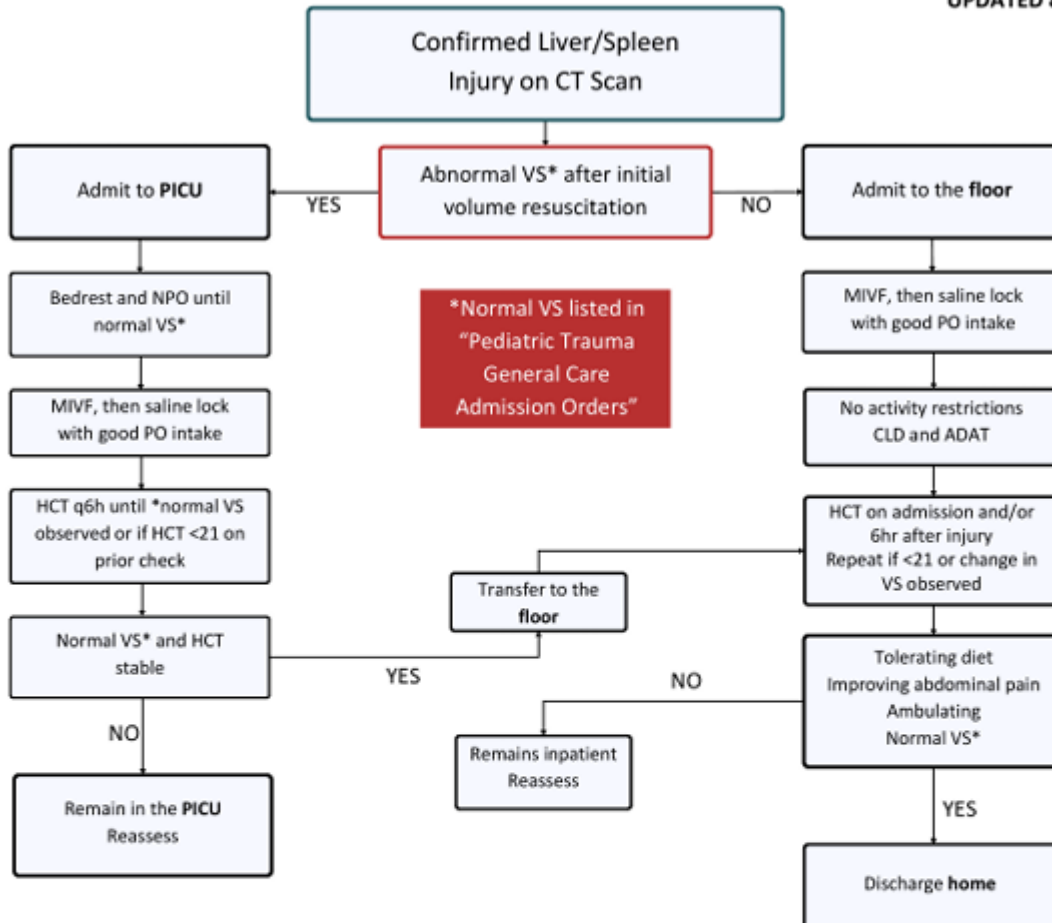 UPDATED
Confirmed Liver/Spleen
Injury on CT Scan
Admit to PICU
YES
Abnormal VS* after initial
volume resuscitation
NO
Admit to the floor
Bedrest and NPO until
normal VS*
*Normal VS listed in
"Pediatric Trauma
General Care
Admission Orders"
MIVF, then saline lock
with good PO intake
MIVF, then saline lock
with good PO intake
No activity restrictions
CLD and ADAT
HCT q6h until *normal VS
observed or if HCT <21 on
prior check
HCT on admission and/or
6hr after injury
Repeat if <21 or change in
VS observed
Transfer to the
floor
Normal VS* and HCT
stable
YES
Tolerating diet
Improving abdominal pain
Ambulating
Normal VS*
NO
NO
Remains inpatient
Reassess
Remain in the PICU
Reassess
YES
Discharge home